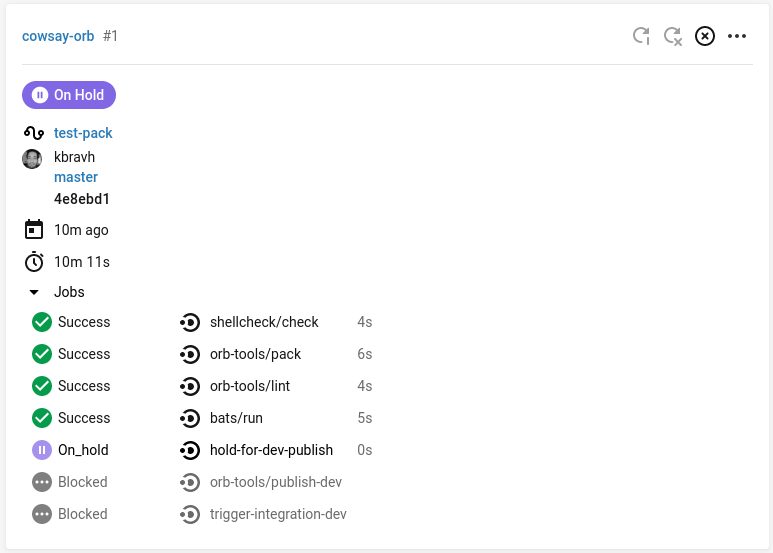 cowsay-orb #1
On Hold
test-pack
kbravh
master
4e8ebd1
10m ago
10m 11s
Jobs
Success shellcheck/check 4s
Success orb-tools/pack 6s
Success orb-tools/lint 4s
Success bats/run 5s
On_hold hold-for-dev-publish 0s
Blocked orb-tools/publish-dev
Blocked trigger-integration-dev